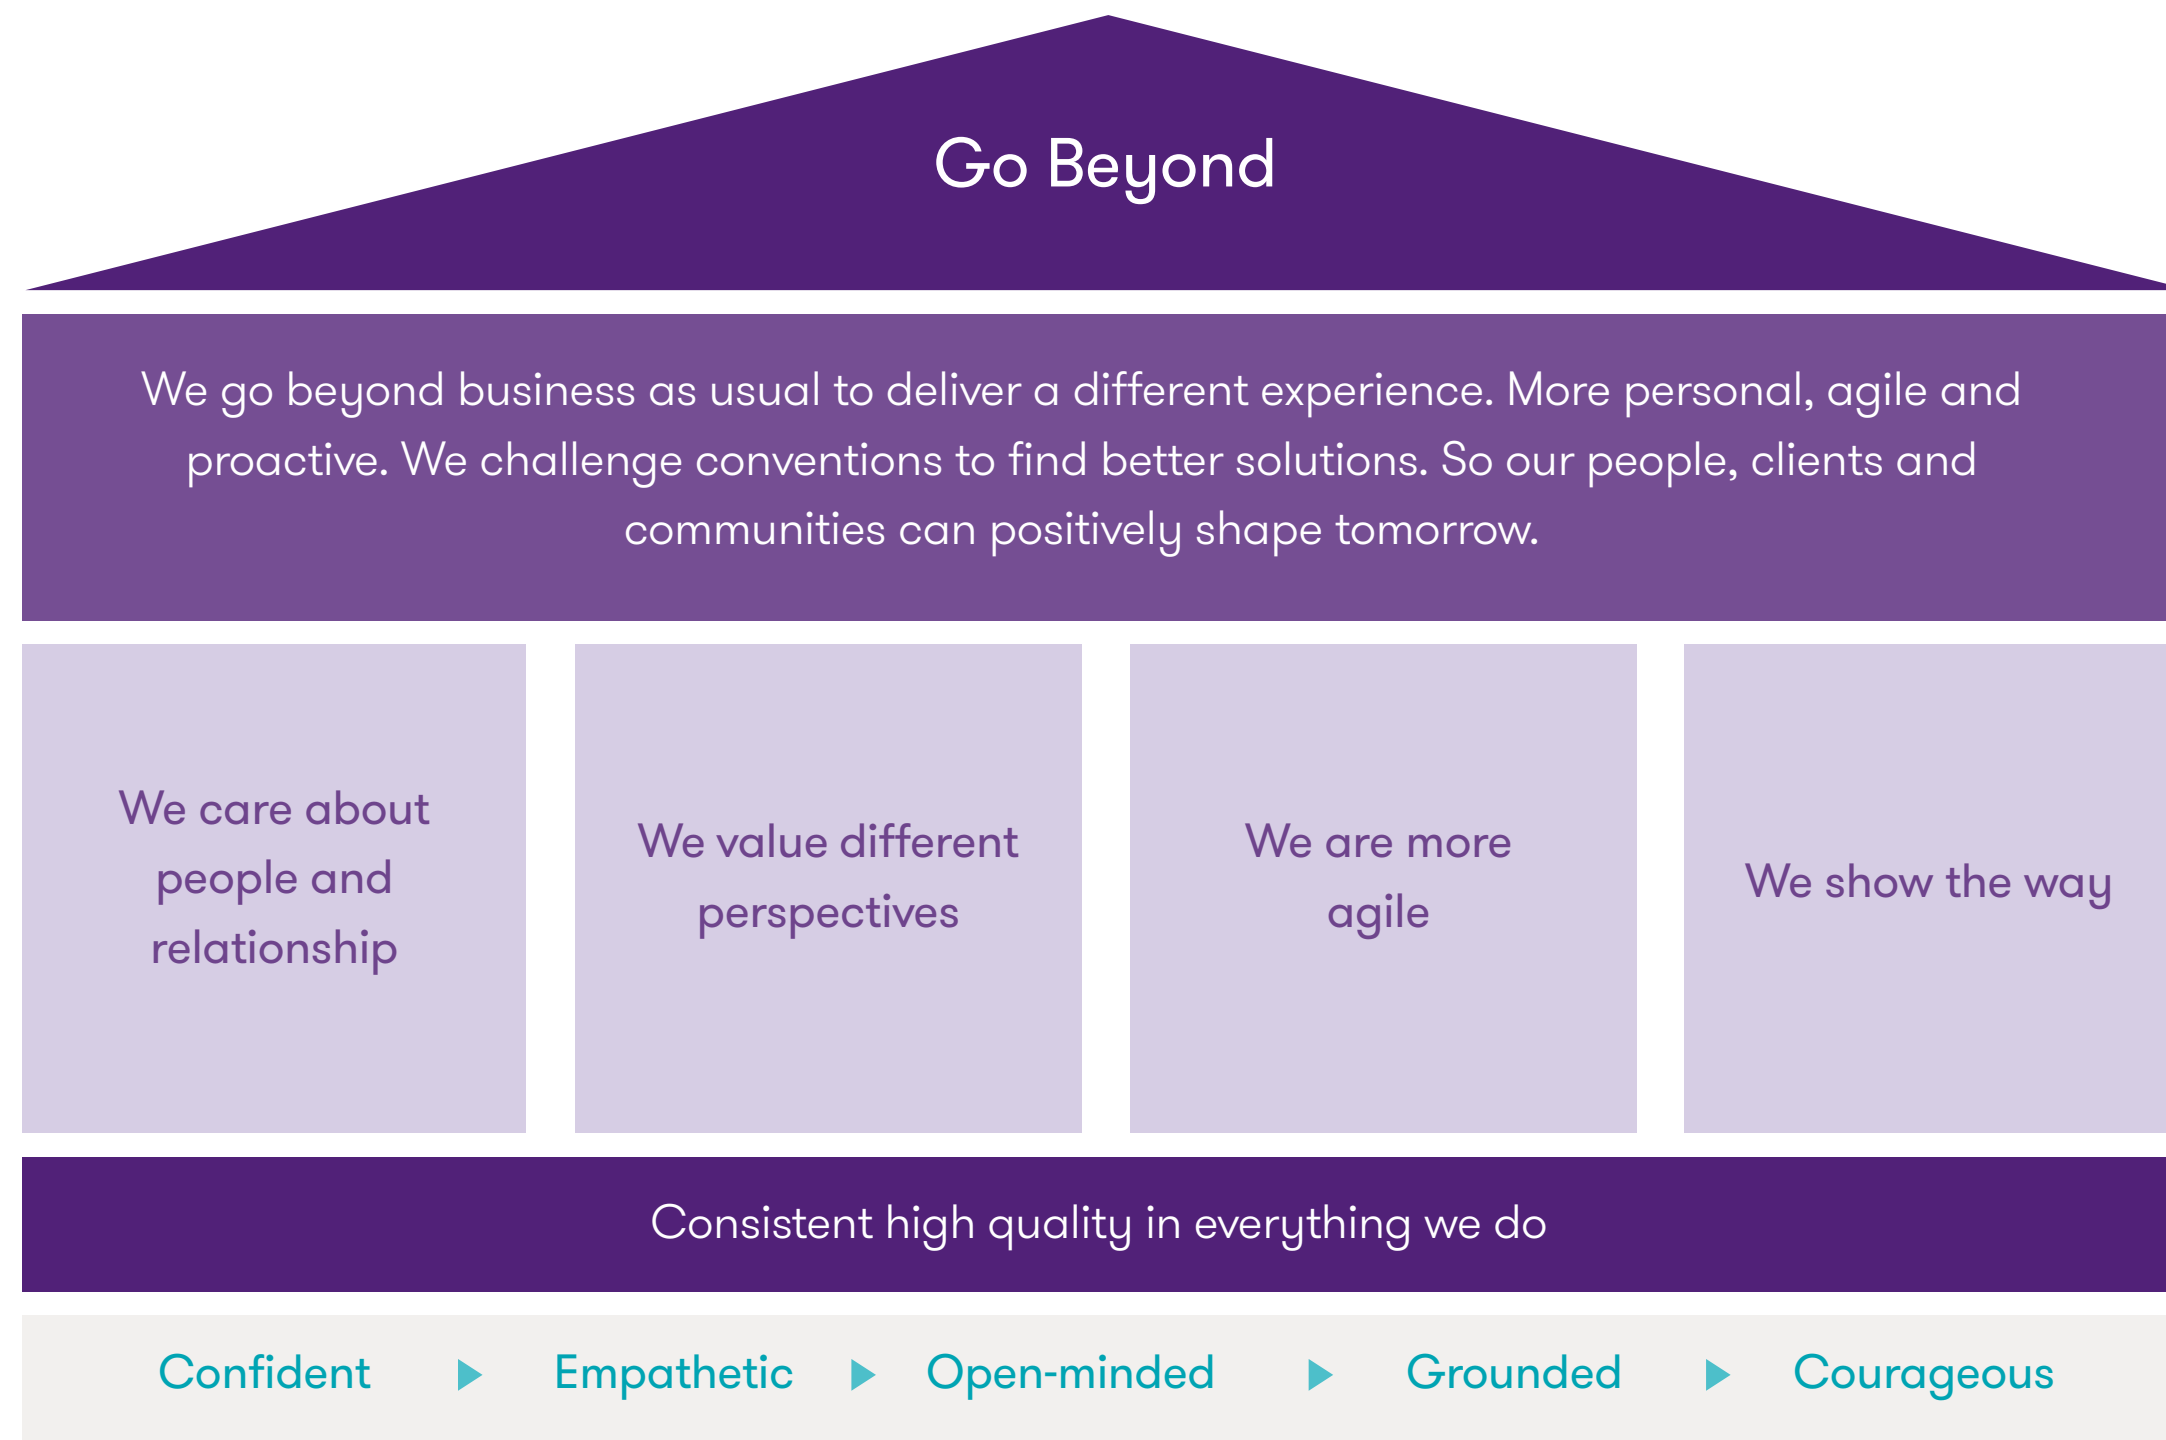 Go Beyond
We go beyond business as usual to deliver a different experience. More personal, agile and
proactive. We challenge conventions to find better solutions. So our people, clients and
communities can positively shape tomorrow.
We care about
people and
relationship
We value different
perspectives
We are more
agile
We show the way
Consistent high quality in everything we do
Confident Empathetic Open-minded Grounded Courageous